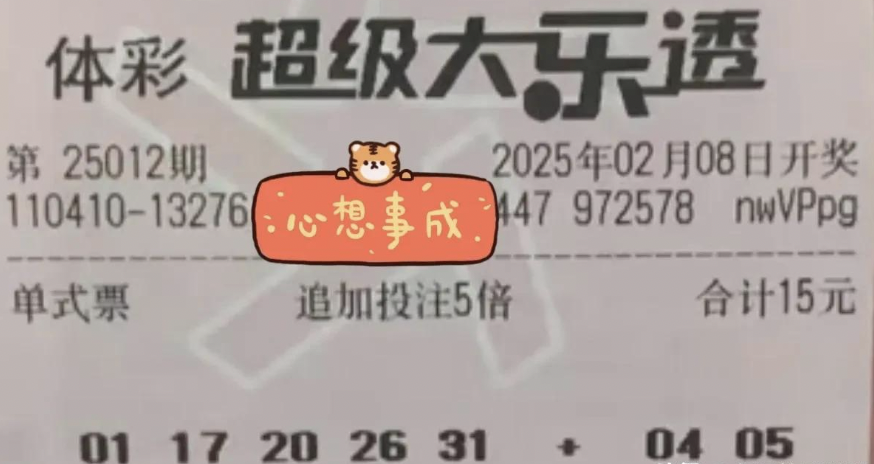 体彩 超级大乐透
第 25012期 2025年02月08日开奖
110410-13276 心想事成 447 972578 nwVPpg
单式票 追加投注5倍 合计15元
01 17 20 26 31 + 04 05